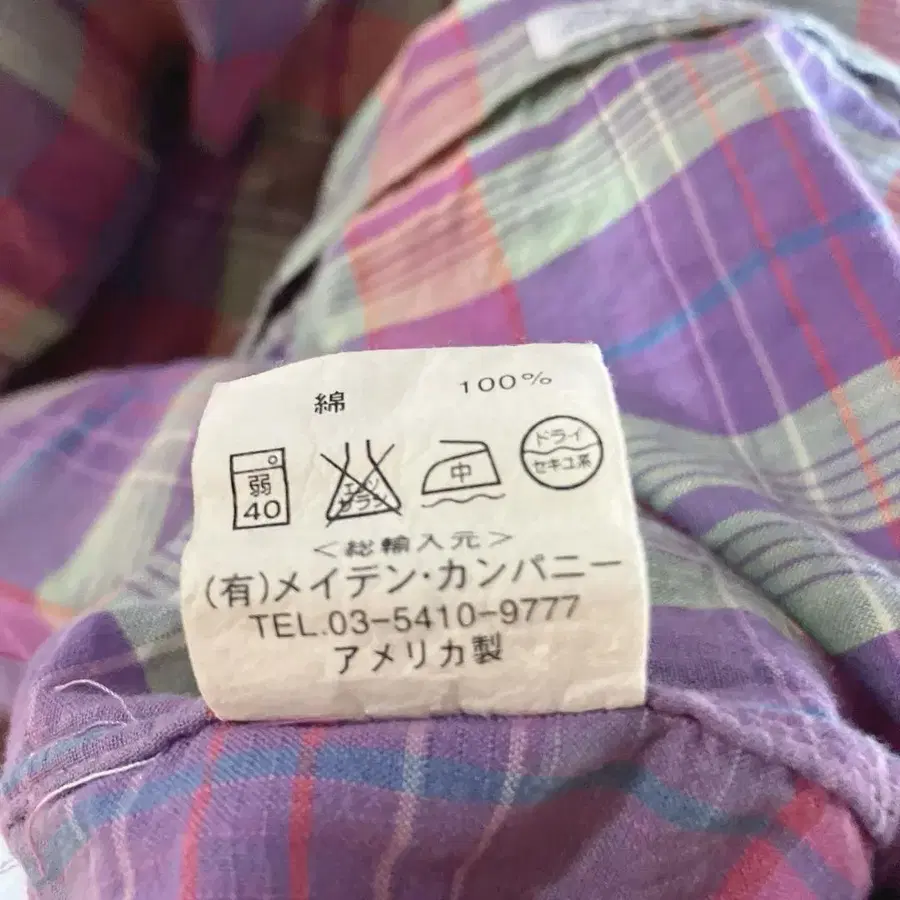 綿 100%
弱 40
エンソ サラシ
中
ドライ セキユ系
<総輸入元>
(有)メイデン・カンパニー
TEL.03-5410-9777
アメリカ製